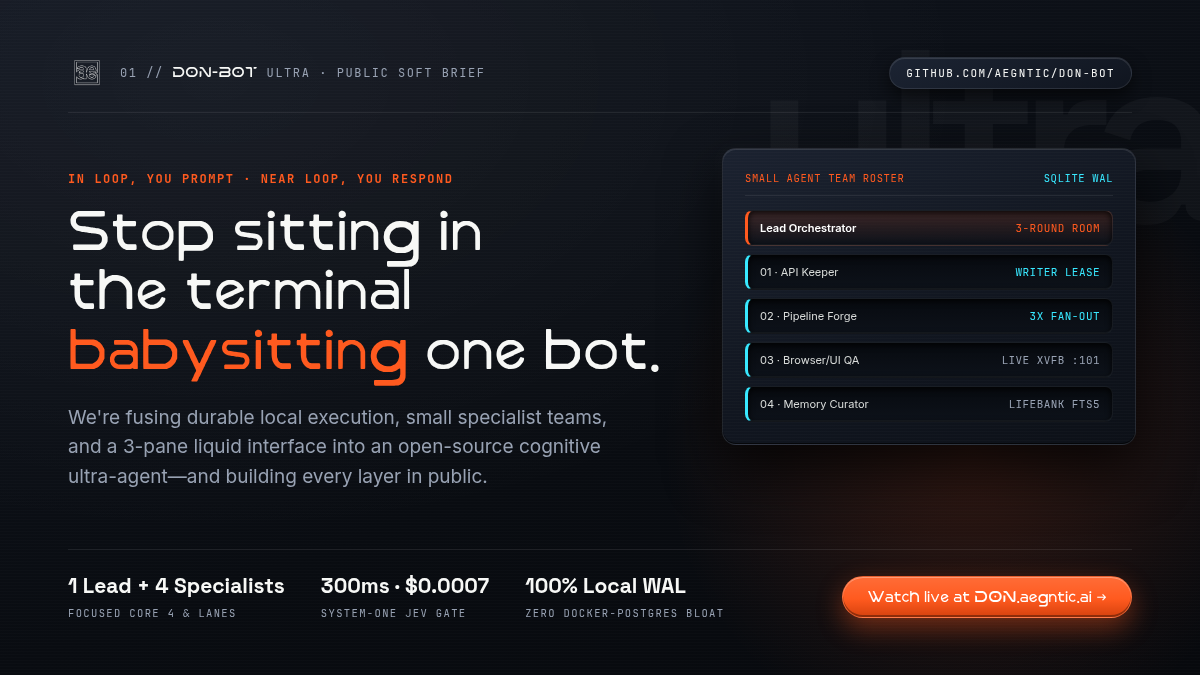 ae 01 // DON-BOT ULTRA · PUBLIC SOFT BRIEF
GITHUB.COM/AEGNTIC/DON-BOT
ultra
IN LOOP, YOU PROMPT · NEAR LOOP, YOU RESPOND
Stop sitting in
the terminal
babysitting one bot.
We're fusing durable local execution, small specialist teams,
and a 3-pane liquid interface into an open-source cognitive
ultra-agent—and building every layer in public.
SMALL AGENT TEAM ROSTER SQLITE WAL
Lead Orchestrator 3-ROUND ROOM
01 · API Keeper WRITER LEASE
02 · Pipeline Forge 3X FAN-OUT
03 · Browser/UI QA LIVE XVFB :101
04 · Memory Curator LIFEBANK FTS5
1 Lead + 4 Specialists
FOCUSED CORE 4 & LANES
300ms · $0.0007
SYSTEM-ONE JEV GATE
100% Local WAL
ZERO DOCKER-POSTGRES BLOAT
Watch live at DON.aegntic.ai →